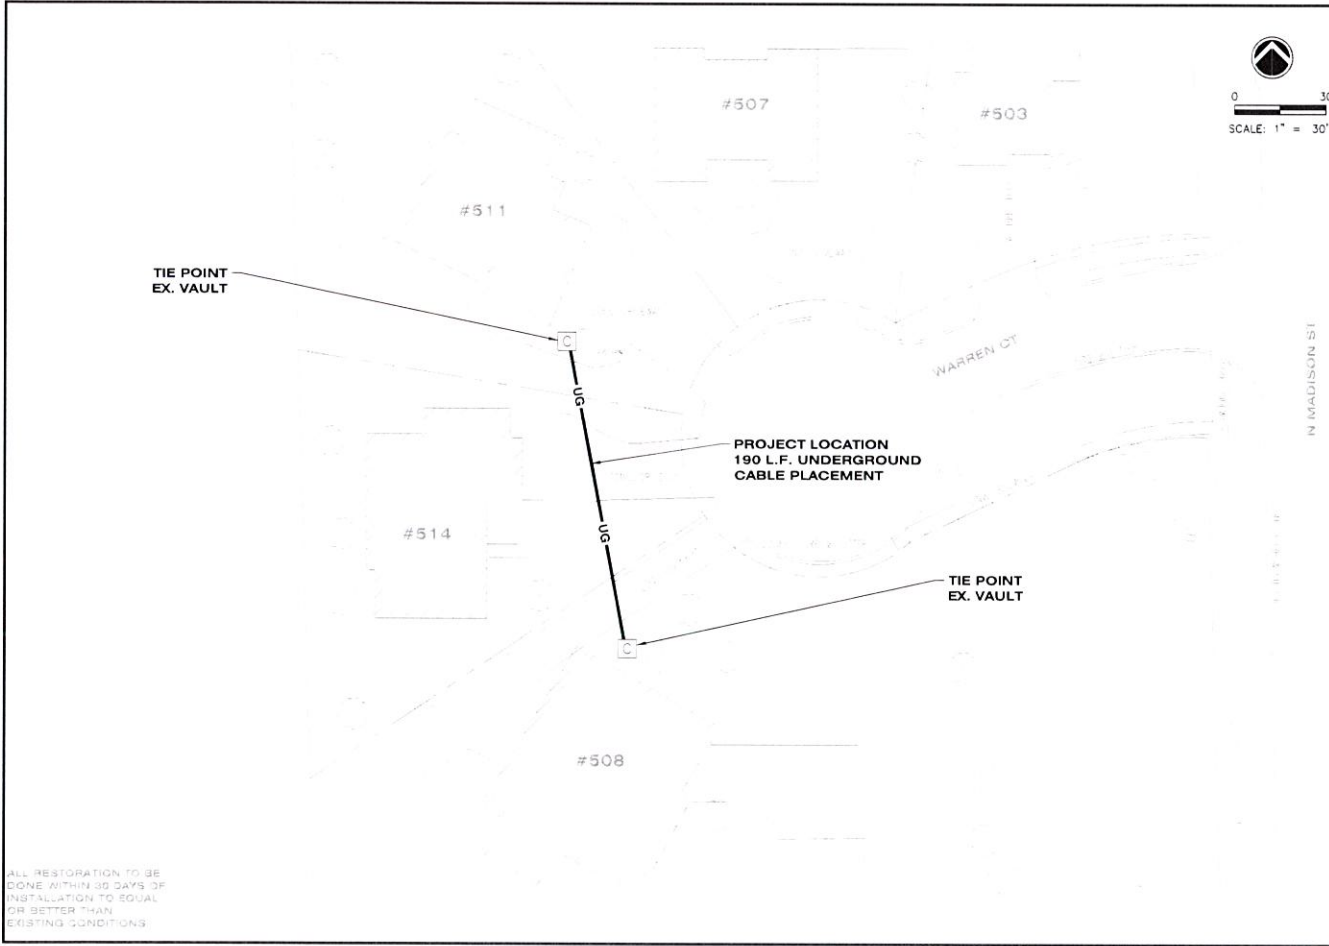 #507
#503
0 30
SCALE: 1" = 30'
#511
TIE POINT
EX. VAULT
C
WARREN CT
N MADISON ST
UG
PROJECT LOCATION
190 L.F. UNDERGROUND
CABLE PLACEMENT
#514
UG
TIE POINT
EX. VAULT
C
#508
ALL RESTORATION TO BE
DONE WITHIN 30 DAYS OF
INSTALLATION TO EQUAL
OR BETTER THAN
EXISTING CONDITIONS